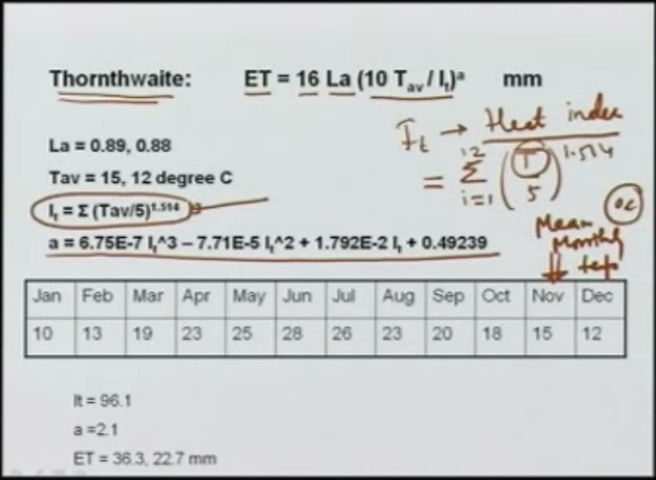 Thornthwaite: ET = 16 La (10 Tav / It)^a mm
La = 0.89, 0.88
Tav = 15, 12 degree C
It = Σ (Tav/5)^1.514
a = 6.75E-7 It^3 – 7.71E-5 It^2 + 1.792E-2 It + 0.49239
It → Heat index
= 12 Σ i=1 (T/5)^1.514
°C
Mean
Monthly
temp
Jan Feb Mar Apr May Jun Jul Aug Sep Oct Nov Dec
10 13 19 23 25 28 26 23 20 18 15 12
It = 96.1
a =2.1
ET = 36.3, 22.7 mm